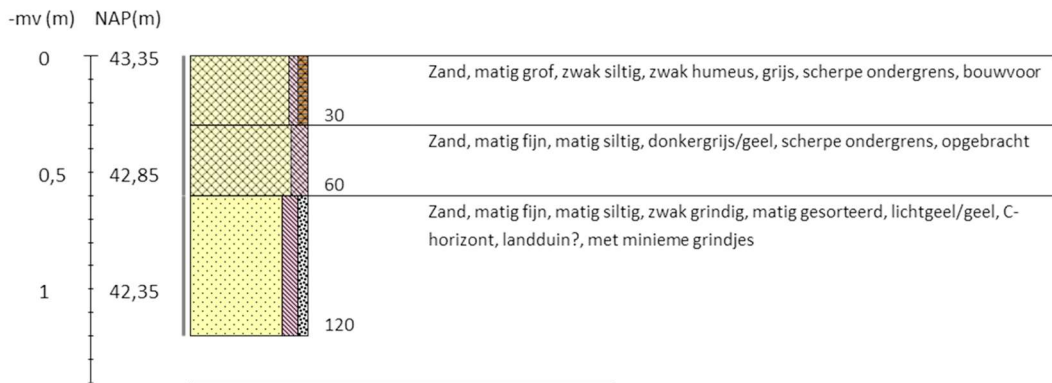 -mv (m) NAP(m)
0 43,35
Zand, matig grof, zwak siltig, zwak humeus, grijs, scherpe ondergrens, bouwvoor
30
Zand, matig fijn, matig siltig, donkergrijs/geel, scherpe ondergrens, opgebracht
0,5 42,85
60
Zand, matig fijn, matig siltig, zwak grindig, matig gesorteerd, lichtgeel/geel, C-
horizont, landduin?, met minieme grindjes
1 42,35
120